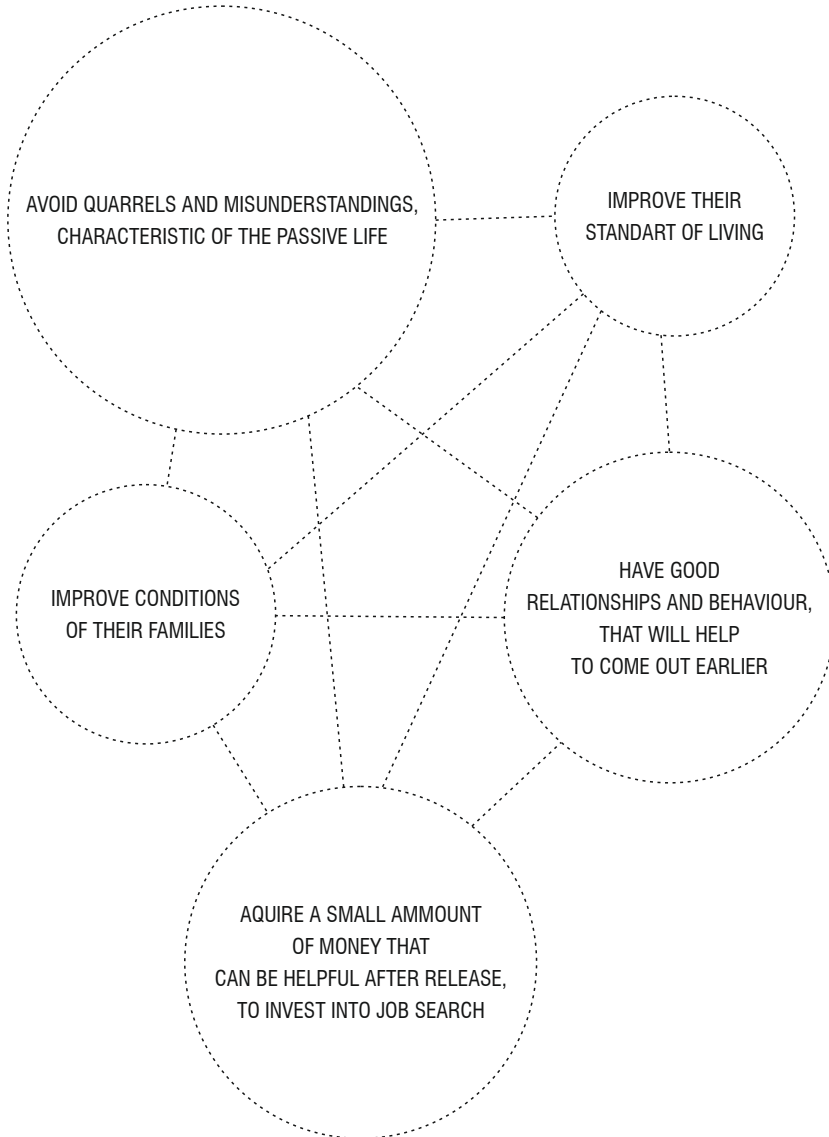 AVOID QUARRELS AND MISUNDERSTANDINGS,
CHARACTERISTIC OF THE PASSIVE LIFE
IMPROVE THEIR
STANDART OF LIVING
IMPROVE CONDITIONS
OF THEIR FAMILIES
HAVE GOOD
RELATIONSHIPS AND BEHAVIOUR,
THAT WILL HELP
TO COME OUT EARLIER
AQUIRE A SMALL AMMOUNT
OF MONEY THAT
CAN BE HELPFUL AFTER RELEASE,
TO INVEST INTO JOB SEARCH